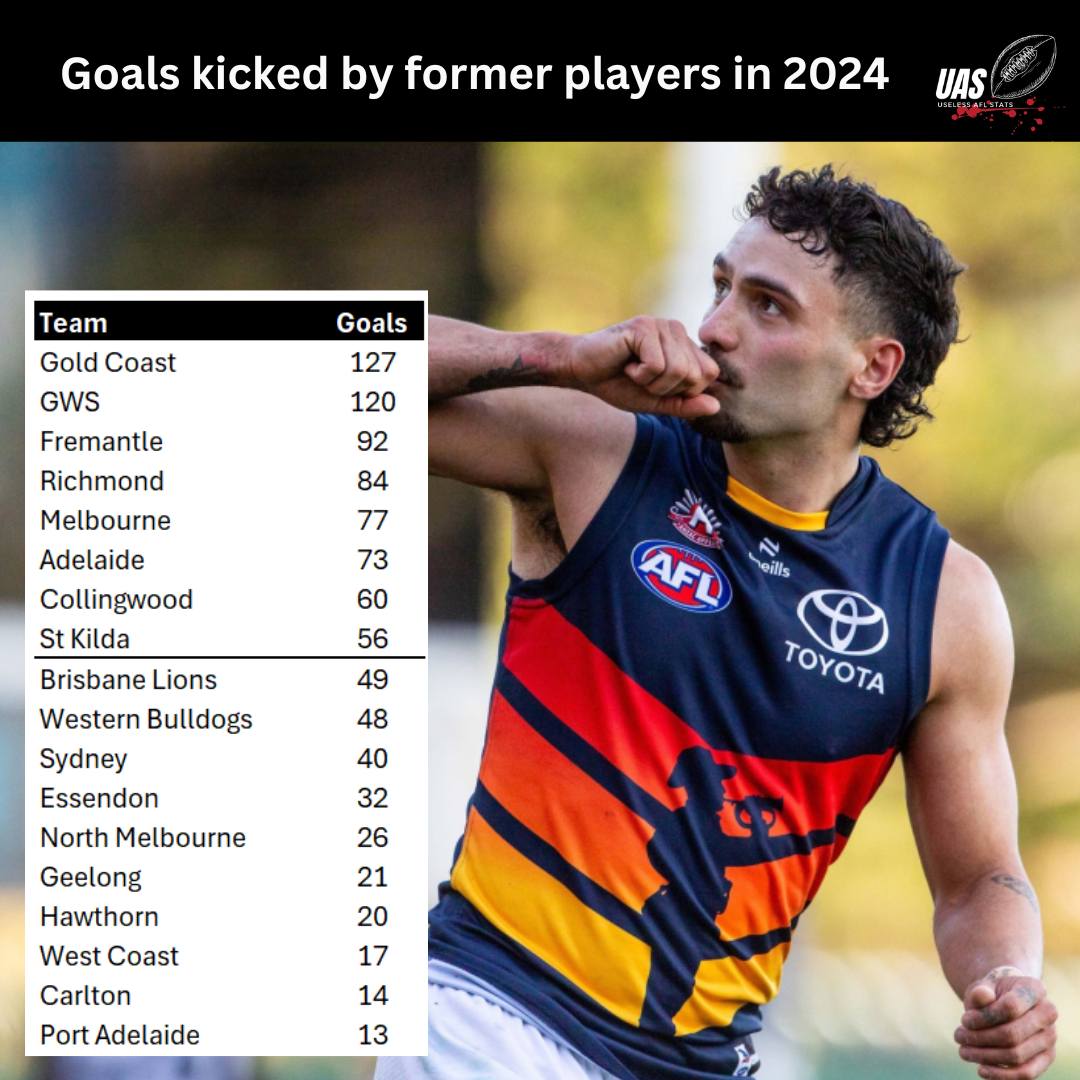 Goals kicked by former players in 2024
UAS
USELESS AFL STATS
Team Goals
Gold Coast 127
GWS 120
Fremantle 92
Richmond 84
Melbourne 77
Adelaide 73
Collingwood 60
St Kilda 56
Brisbane Lions 49
Western Bulldogs 48
Sydney 40
Essendon 32
North Melbourne 26
Geelong 21
Hawthorn 20
West Coast 17
Carlton 14
Port Adelaide 13
AFL
TOYOTA